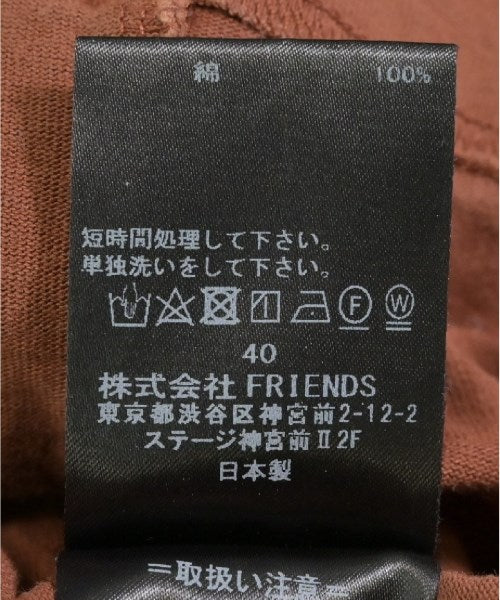 綿 100%
短時間処理して下さい。
単独洗いをして下さい。
F W
40
株式会社 FRIENDS
東京都渋谷区神宮前2-12-2
ステージ神宮前Ⅱ2F
日本製
=取扱い注意=